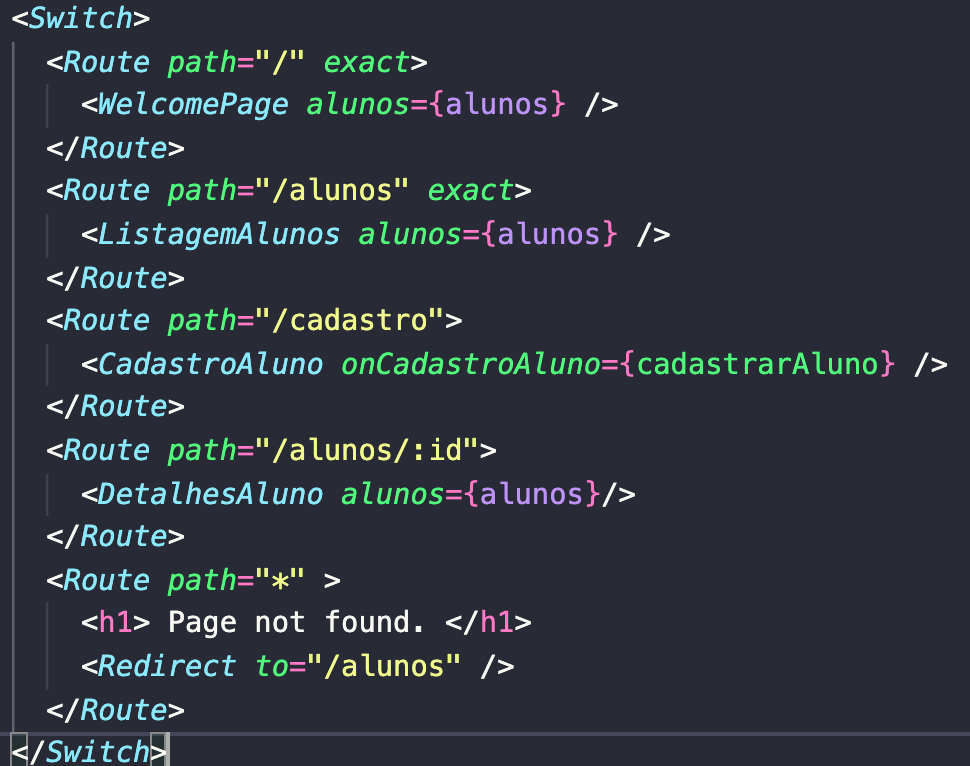 <Switch>
<Route path="/" exact>
<WelcomePage alunos={alunos} />
</Route>
<Route path="/alunos" exact>
<ListagemAlunos alunos={alunos} />
</Route>
<Route path="/cadastro">
<CadastroAluno onCadastroAluno={cadastrarAluno} />
</Route>
<Route path="/alunos/:id">
<DetalhesAluno alunos={alunos}/>
</Route>
<Route path="*" >
<h1> Page not found. </h1>
<Redirect to="/alunos" />
</Route>
</Switch>